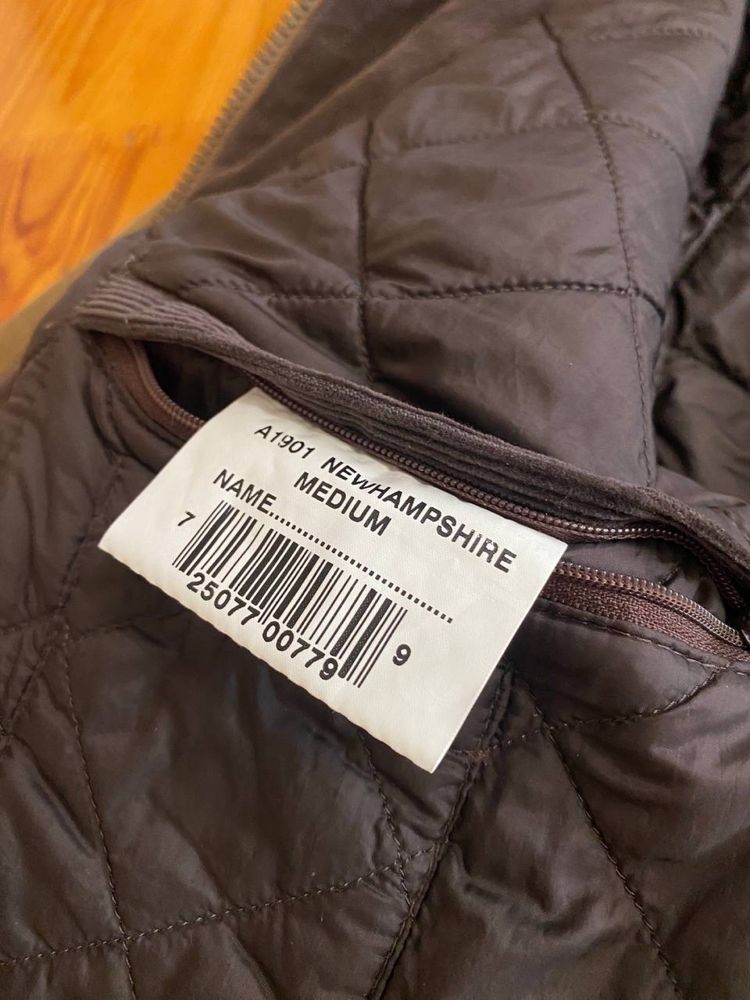 A1901 NEWHAMPSHIRE
MEDIUM
NAME....................................
7 25077 00779 9